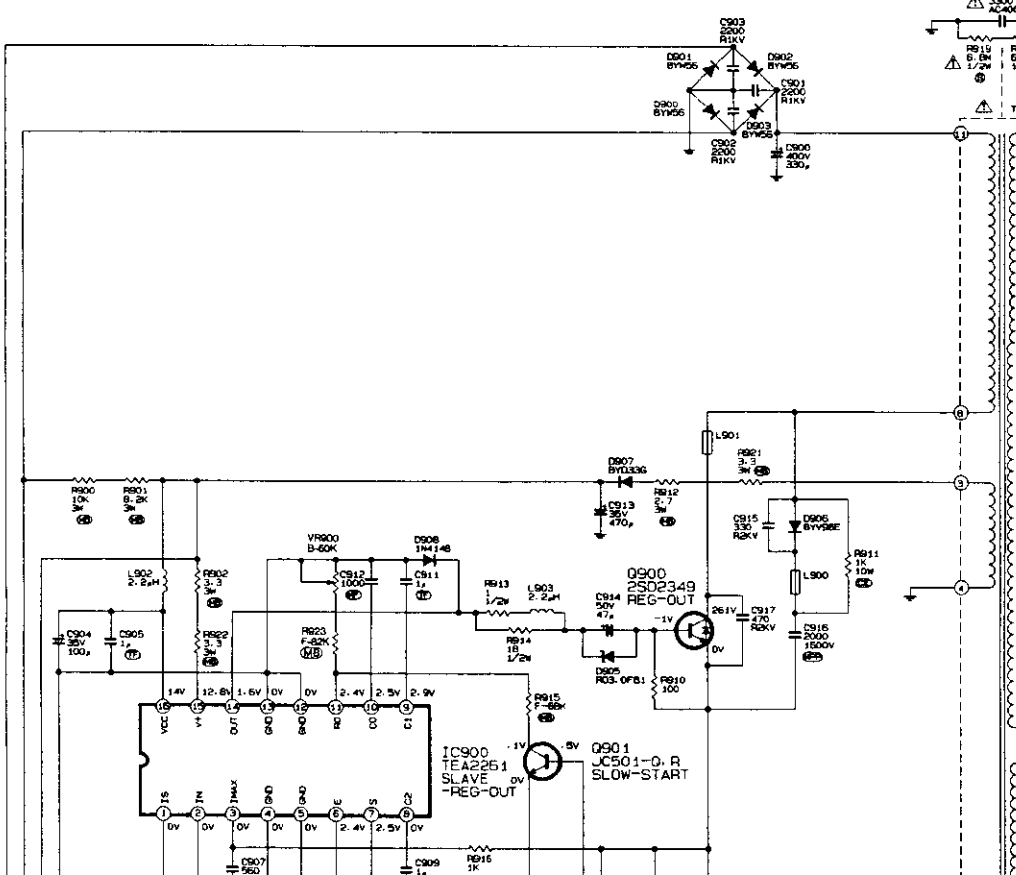 C903
2200
R1KV
D901
BYW56
D902
BYW56
C901
2200
R1KV
D900
BYW56
D903
BYW56
C902
2200
R1KV
C900
400V
330μ
R919
6.8M
1/2W
11
8
3
4
L901
D907
BYD33G
R921
3.3
3W
R912
2.7
3W
C913
35V
470μ
C915
330
R2KV
D906
BYV96E
R911
1K
10W
L900
C916
2000
1500V
R900
10K
3W
R901
8.2K
3W
VR900
B-50K
D908
1N4148
L902
2.2μH
R902
3.3
3W
C912
1000
C911
1μ
R913
1
1/2W
L903
2.2μH
C914
50V
47μ
Q900
2SD2349
REG-OUT
-1V
261V
0V
C917
470
R2KV
C904
35V
100μ
C905
1μ
R922
3.3
3W
R923
F-82K
R914
18
1/2W
D905
RD3.0FB1
R910
100
R915
F-68K
14V
12.8V
1.6V
0V
0V
2.4V
2.5V
2.9V
16
15
14
13
12
11
10
9
VCC
V+
OUT
GND
GND
RO
CO
C1
IC900
TEA2261
SLAVE
-REG-OUT
.1V
.5V
0V
Q901
JC501-Q,R
SLOW-START
IS
IN
IMAX
GND
GND
E
S
C2
1
2
3
4
5
6
7
8
0V
0V
0V
0V
0V
2.4V
2.5V
0V
C907
560
R916
1K
C909
1μ